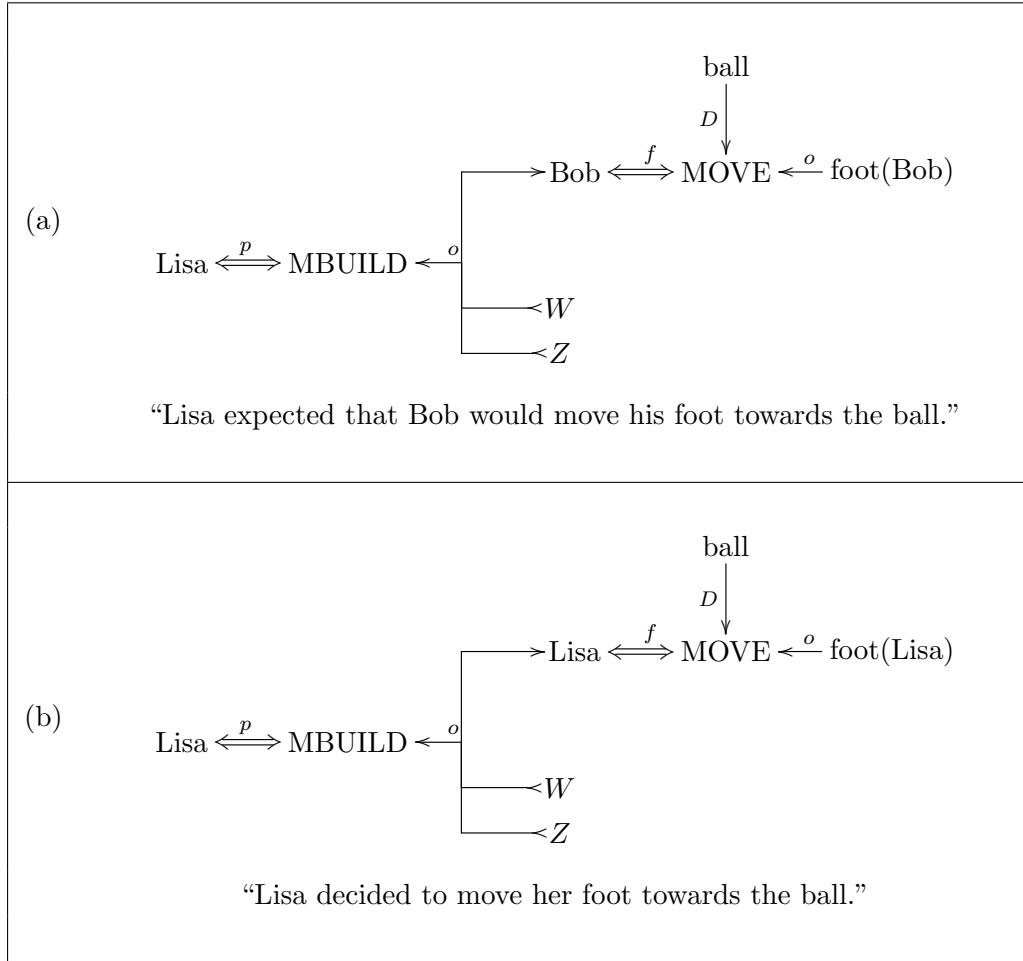 ball
D
Bob f MOVE o foot(Bob)
(a)
Lisa p MBUILD o
W
Z
“Lisa expected that Bob would move his foot towards the ball.”
ball
D
Lisa f MOVE o foot(Lisa)
(b)
Lisa p MBUILD o
W
Z
“Lisa decided to move her foot towards the ball.”